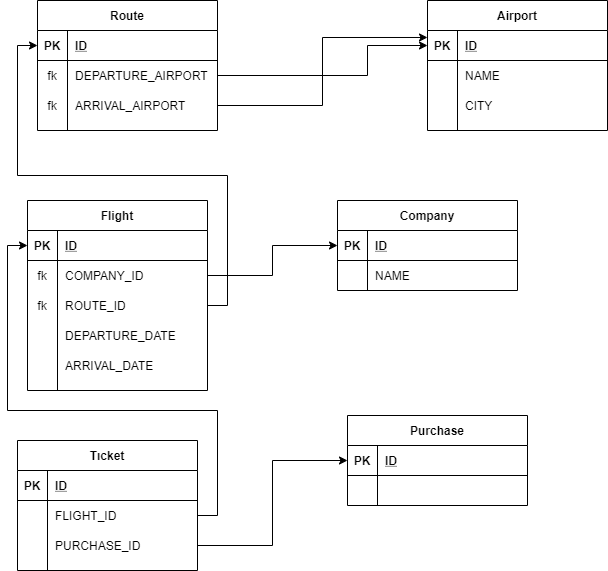 Route
PK ID
fk DEPARTURE_AIRPORT
fk ARRIVAL_AIRPORT
Airport
PK ID
NAME
CITY
Flight
PK ID
fk COMPANY_ID
fk ROUTE_ID
DEPARTURE_DATE
ARRIVAL_DATE
Company
PK ID
NAME
Ticket
PK ID
FLIGHT_ID
PURCHASE_ID
Purchase
PK ID